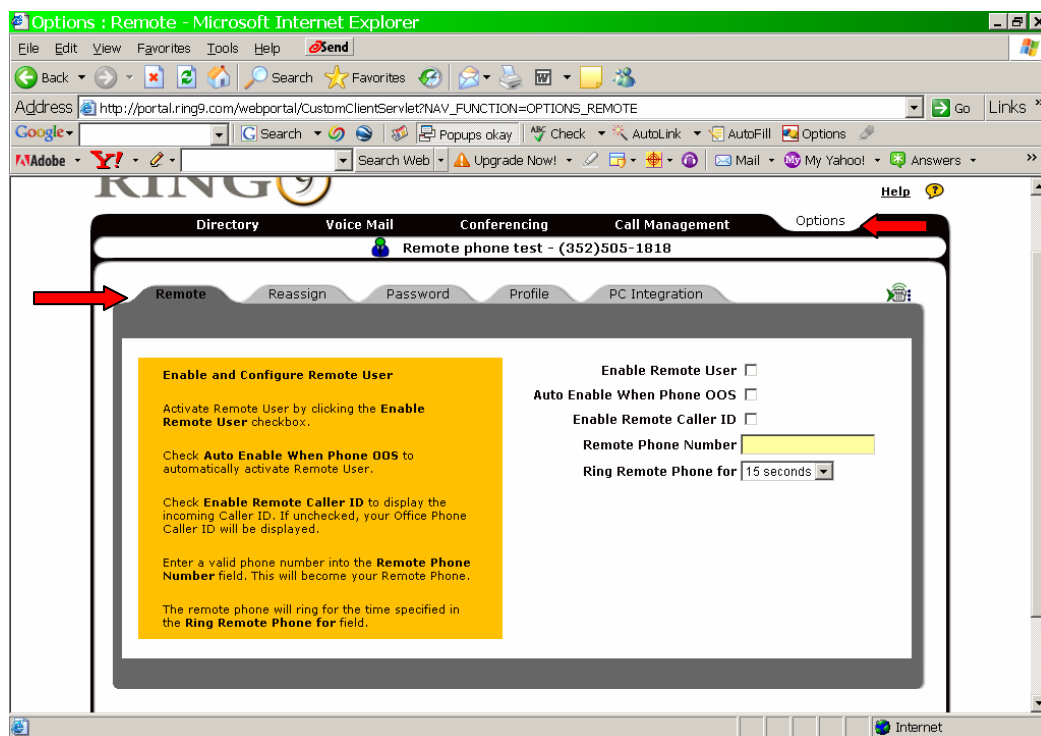 Options : Remote - Microsoft Internet Explorer
File Edit View Favorites Tools Help Send
Back Search Favorites
Address http://portal.ring9.com/webportal/CustomClientServlet?NAV_FUNCTION=OPTIONS_REMOTE Go Links »
Google Search Popups okay Check AutoLink AutoFill Options
Adobe Y! Search Web Upgrade Now! Mail My Yahoo! Answers »
RING 9
Help
Directory Voice Mail Conferencing Call Management Options
Remote phone test - (352)505-1818
Remote Reassign Password Profile PC Integration
Enable and Configure Remote User
Activate Remote User by clicking the Enable
Remote User checkbox.
Check Auto Enable When Phone OOS to
automatically activate Remote User.
Check Enable Remote Caller ID to display the
incoming Caller ID. If unchecked, your Office Phone
Caller ID will be displayed.
Enter a valid phone number into the Remote Phone
Number field. This will become your Remote Phone.
The remote phone will ring for the time specified in
the Ring Remote Phone for field.
Enable Remote User
Auto Enable When Phone OOS
Enable Remote Caller ID
Remote Phone Number
Ring Remote Phone for 15 seconds
Internet